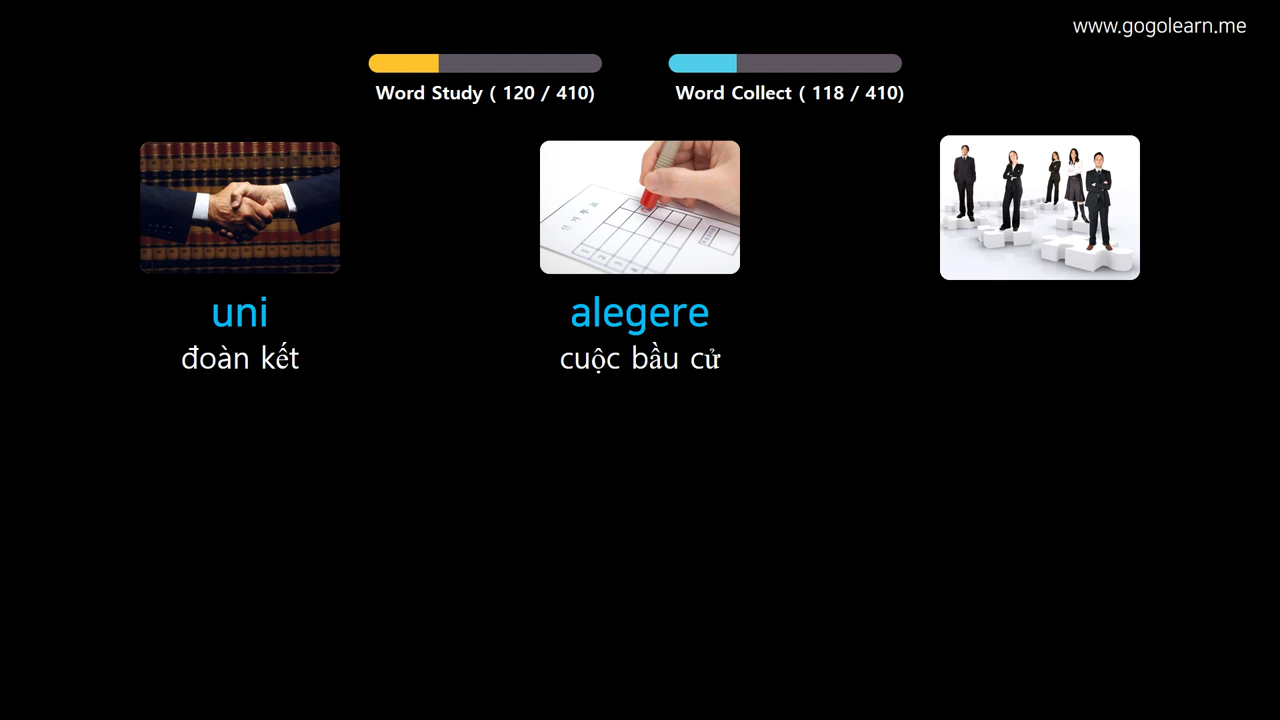 www.gogolearn.me
Word Study ( 120 / 410)
Word Collect ( 118 / 410)
uni
đoàn kết
alegere
cuộc bầu cử